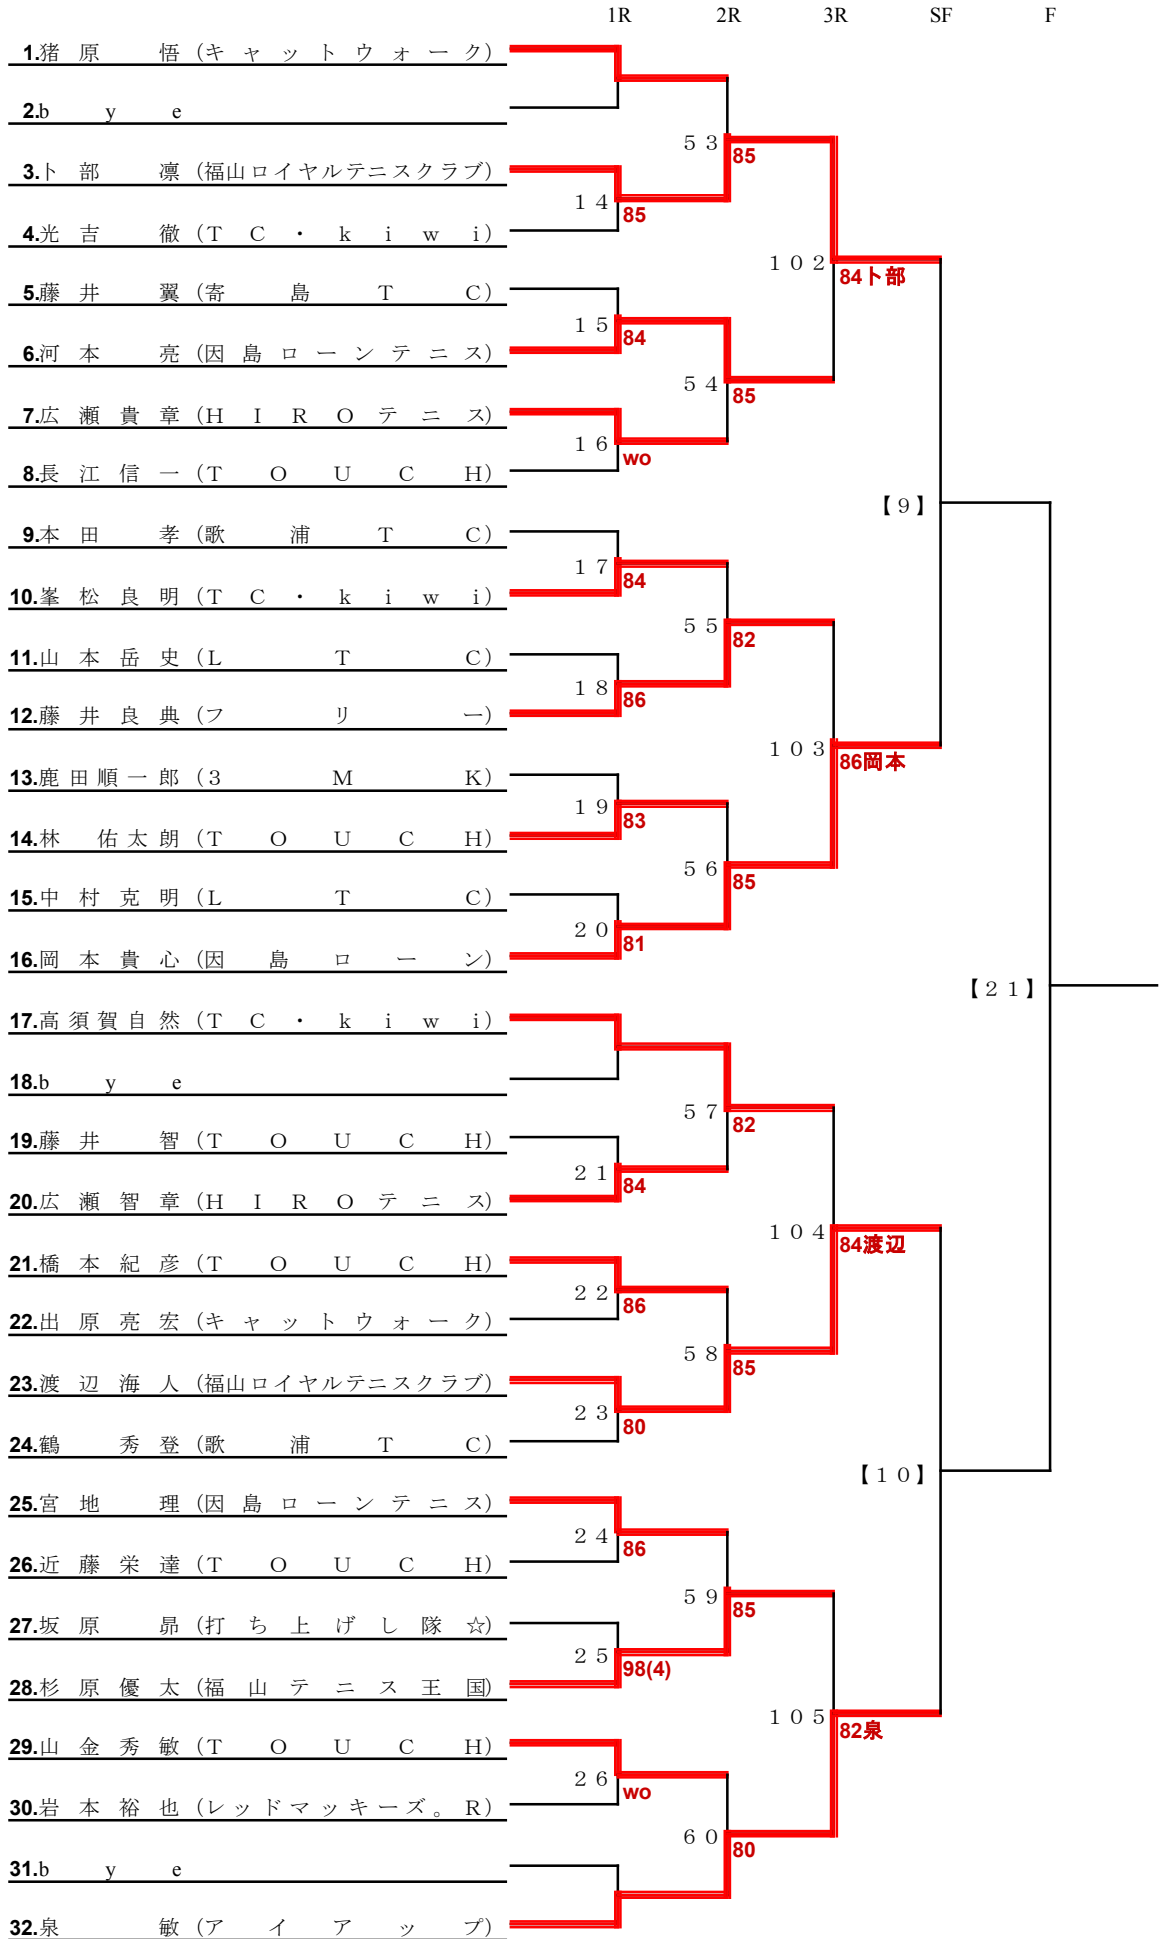 1R 2R 3R SF F
1.猪原 悟(キャットウォーク)
2.bye
53
85
3.卜部 凛(福山ロイヤルテニスクラブ)
14
85
4.光吉 徹(TC・kiwi)
102
84卜部
5.藤井 翼(寄島TC)
15
84
6.河本 亮(因島ローンテニス)
54
85
7.広瀬貴章(HIROテニス)
16
wo
8.長江信一(TOUCH)
【9】
9.本田 孝(歌浦TC)
17
84
10.峯松良明(TC・kiwi)
55
82
11.山本岳史(LTC)
18
86
12.藤井良典(フリー)
103
86岡本
13.鹿田順一郎(3MK)
19
83
14.林 佑太朗(TOUCH)
56
85
15.中村克明(LTC)
20
81
16.岡本貴心(因島ローン)
【21】
17.高須賀自然(TC・kiwi)
18.bye
57
82
19.藤井 智(TOUCH)
21
84
20.広瀬智章(HIROテニス)
104
84渡辺
21.橋本紀彦(TOUCH)
22
86
22.出原亮宏(キャットウォーク)
58
85
23.渡辺海人(福山ロイヤルテニスクラブ)
23
80
24.鶴 秀登(歌浦TC)
【10】
25.宮地 理(因島ローンテニス)
24
86
26.近藤栄達(TOUCH)
59
85
27.坂原 昴(打ち上げし隊☆)
25
98(4)
28.杉原優太(福山テニス王国)
105
82泉
29.山金秀敏(TOUCH)
26
wo
30.岩本裕也(レッドマッキーズ。R)
60
80
31.bye
32.泉 敏(アイアップ)